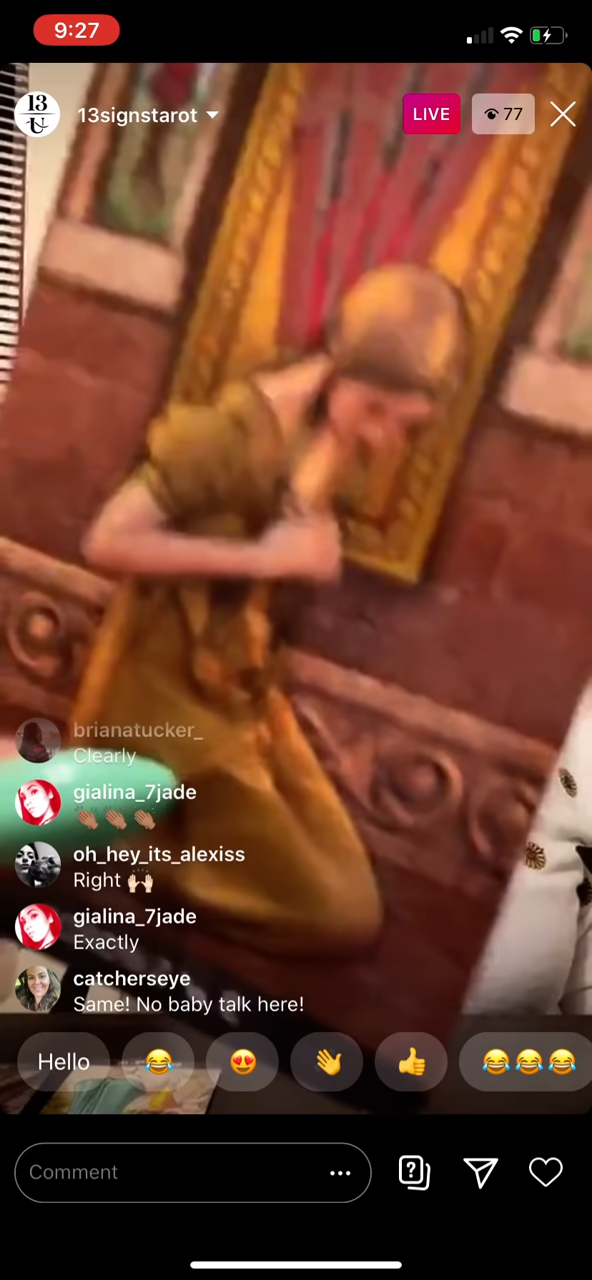 9:27
13
U
13signstarot
LIVE
77
brianatucker_
Clearly
gialina_7jade
👏🏽👏🏽👏🏽
oh_hey_its_alexiss
Right 🙌🏻
gialina_7jade
Exactly
catcherseye
Same! No baby talk here!
Hello 😂 😍 👋 👍 😂😂😂
Comment